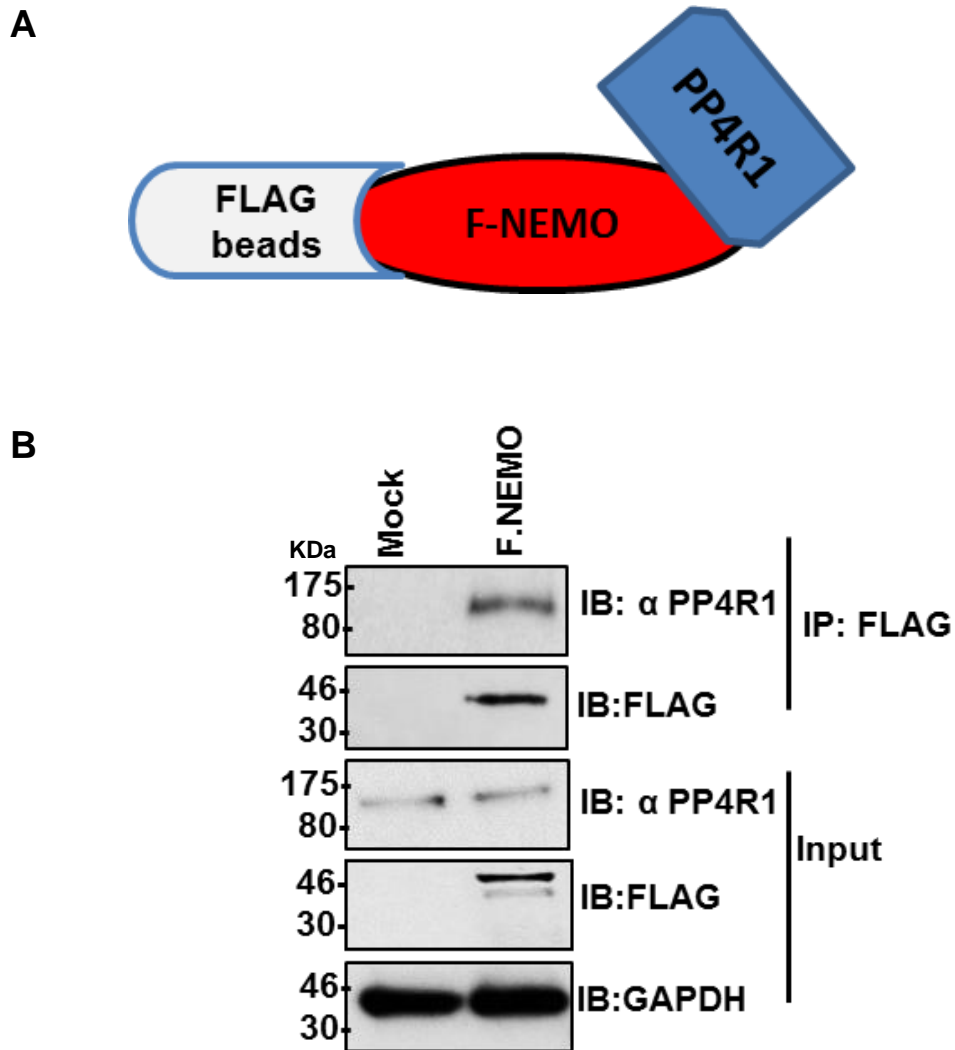 A
FLAG
beads
F-NEMO
PP4R1
B
KDa
Mock
F.NEMO
175
80
IB: α PP4R1
46
30
IB:FLAG
IP: FLAG
175
80
IB: α PP4R1
46
30
IB:FLAG
Input
46
30
IB:GAPDH